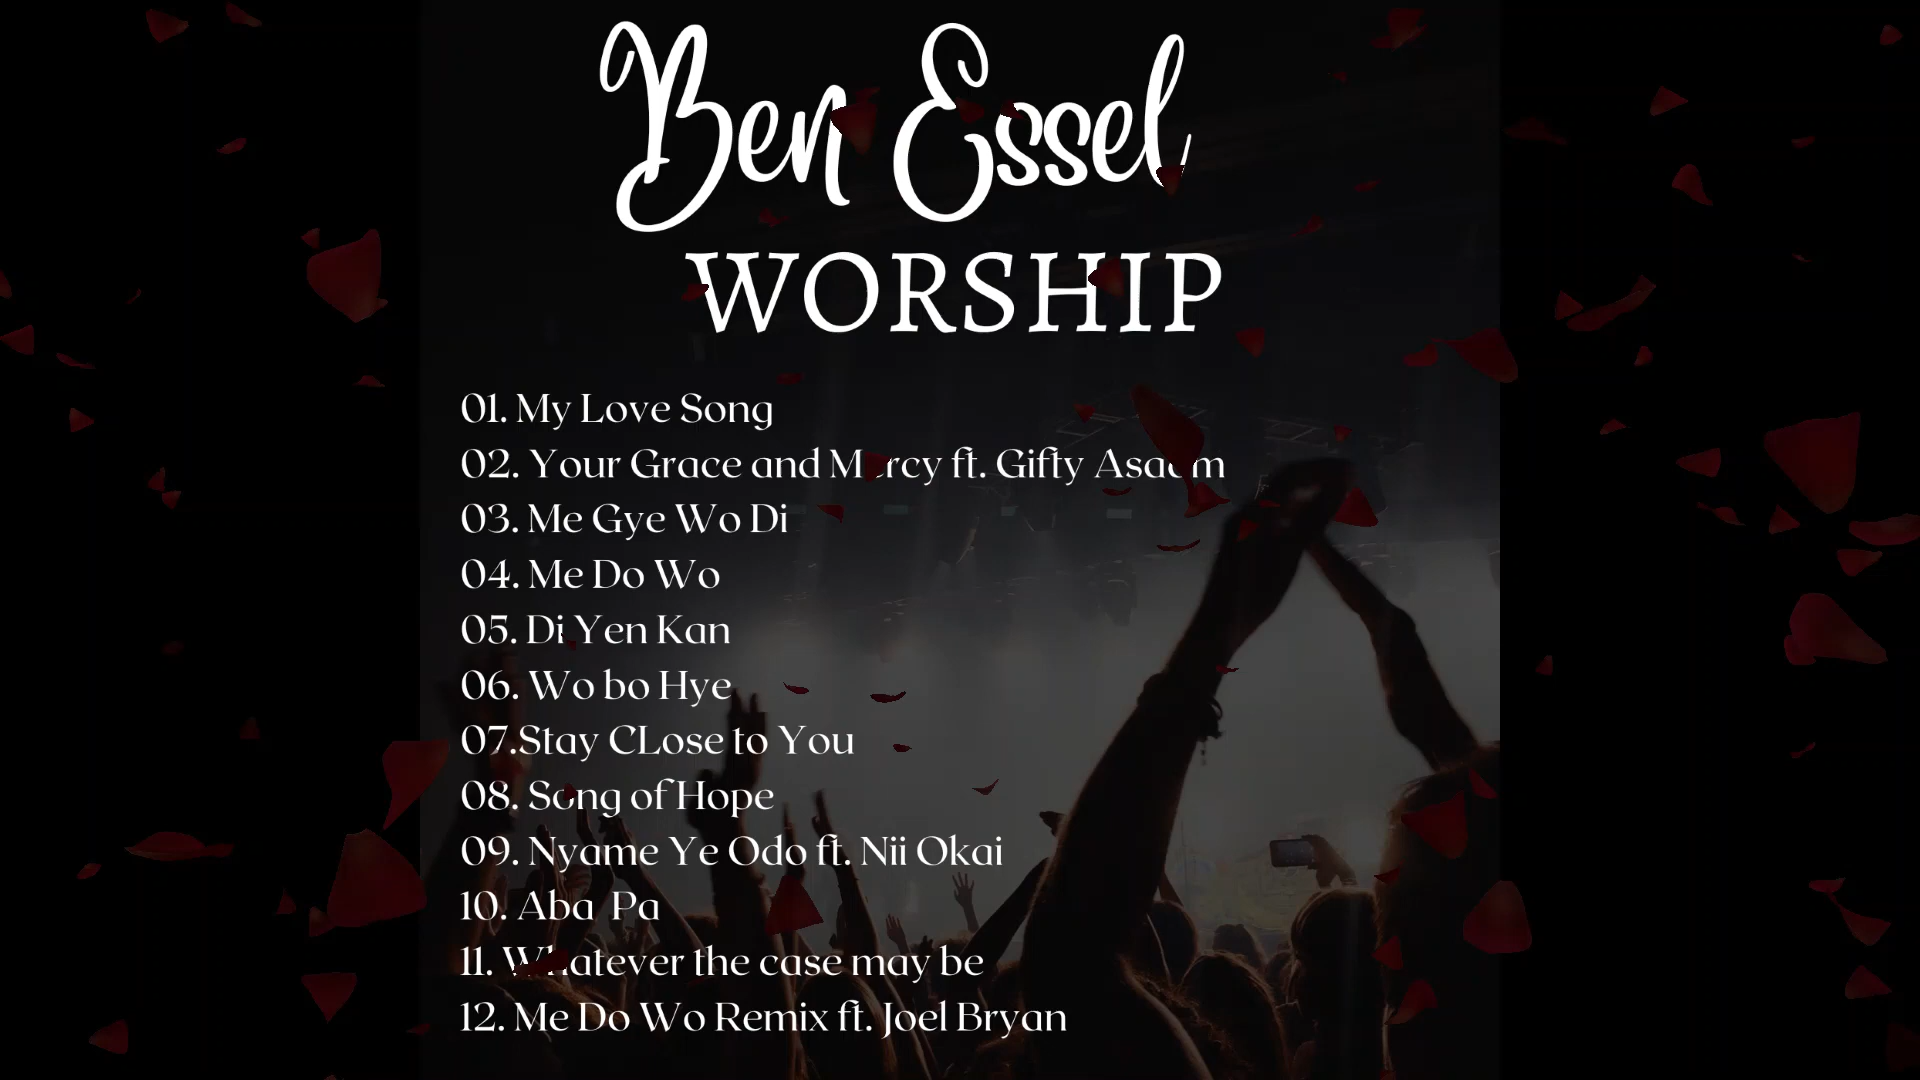 Ben Essel
WORSHIP
01. My Love Song
02. Your Grace and Mercy ft. Gifty Asaam
03. Me Gye Wo Di
04. Me Do Wo
05. Di Yen Kan
06. Wo bo Hye
07.Stay CLose to You
08. Song of Hope
09. Nyame Ye Odo ft. Nii Okai
10. Aba Pa
11. Whatever the case may be
12. Me Do Wo Remix ft. Joel Bryan